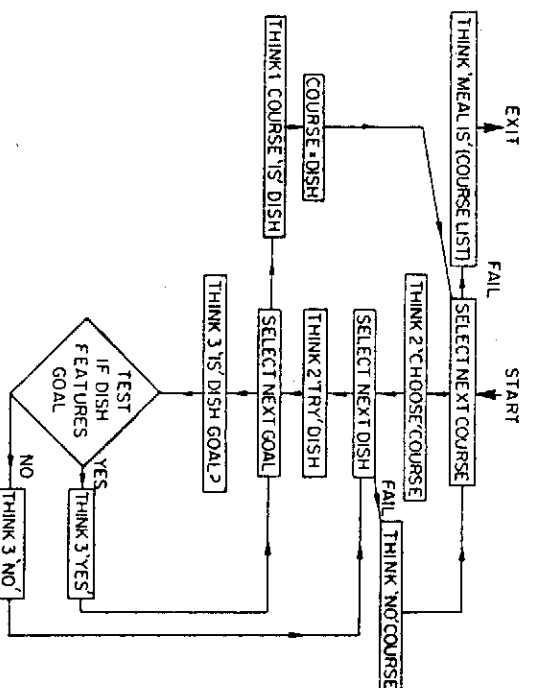 START
EXIT
SELECT NEXT COURSE
FAIL
THINK 'MEAL IS' (COURSE LIST)
THINK 2 'CHOOSE' COURSE
THINK 'NO' COURSE
FAIL
SELECT NEXT DISH
THINK 2 'TRY' DISH
COURSE = DISH
SELECT NEXT GOAL
THINK 1 COURSE 'IS' DISH
THINK 3 'IS' DISH GOAL?
TEST
IF DISH
FEATURES
GOAL
YES
THINK 3 'YES'
NO
THINK 3 'NO'